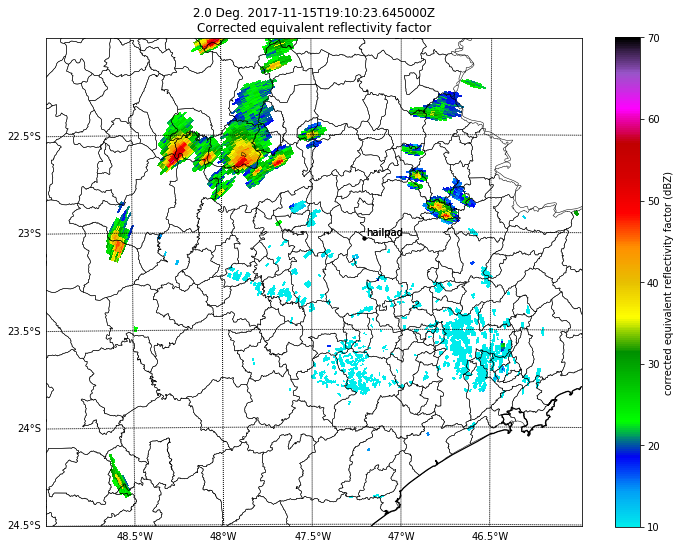 2.0 Deg. 2017-11-15T19:10:23.645000Z
Corrected equivalent reflectivity factor
22.5°S
23°S
23.5°S
24°S
24.5°S
48.5°W
48°W
47.5°W
47°W
46.5°W
hailpad
70
60
50
40
30
20
10
corrected equivalent reflectivity factor (dBZ)